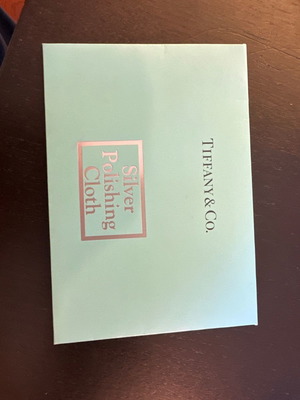 TIFFANY & CO.
Silver
Polishing
Cloth